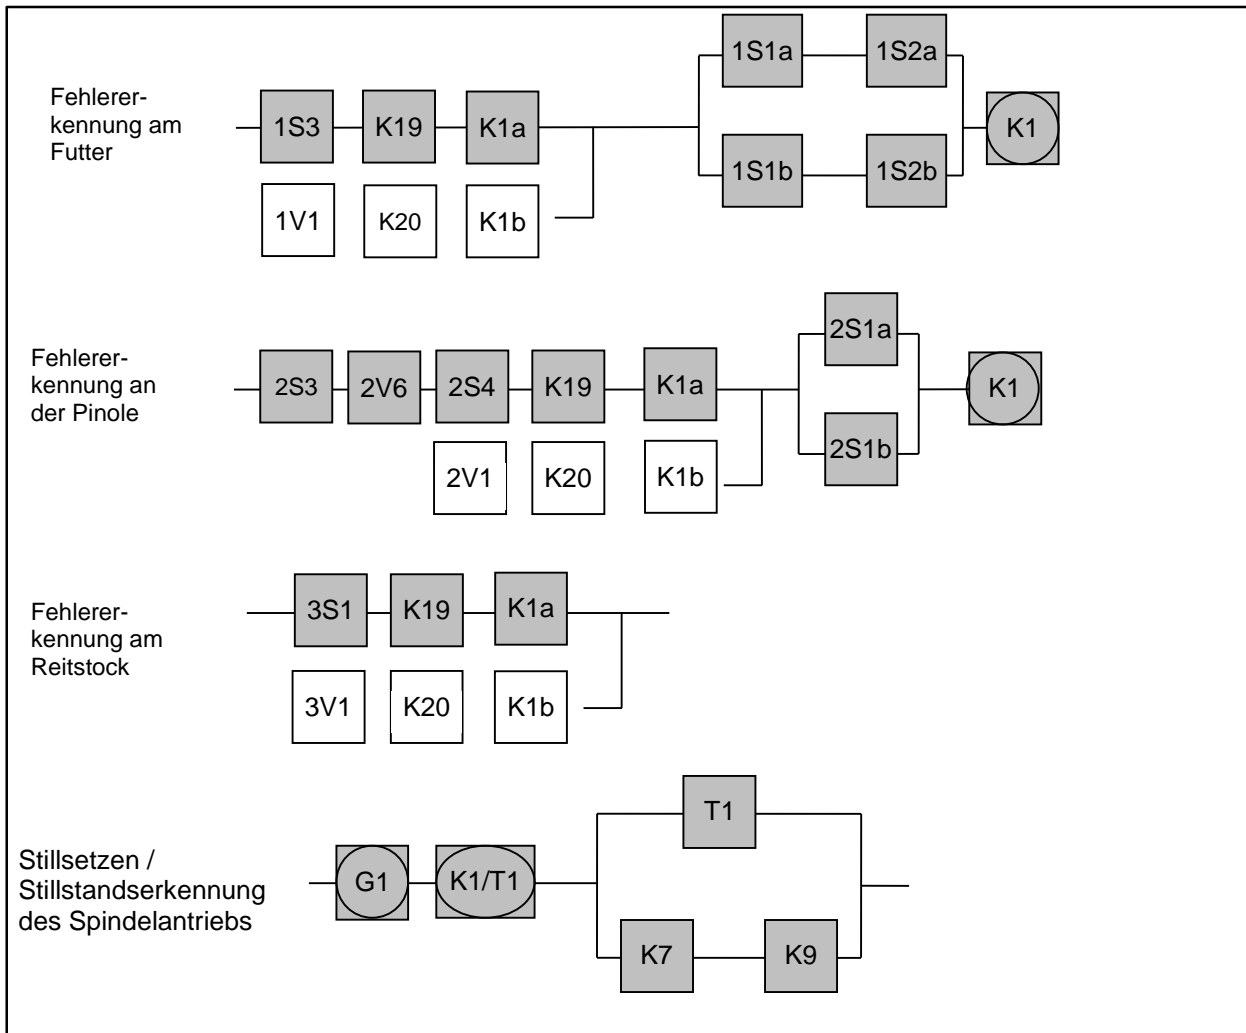 1S1a 1S2a
Fehlerer-
kennung am
Futter
1S3 K19 K1a K1
1S1b 1S2b
1V1 K20 K1b
2S1a
Fehlerer-
kennung an
der Pinole
2S3 2V6 2S4 K19 K1a K1
2S1b
2V1 K20 K1b
Fehlerer-
kennung am
Reitstock
3S1 K19 K1a
3V1 K20 K1b
T1
Stillsetzen /
Stillstandserkennung
des Spindelantriebs
G1 K1/T1
K7 K9